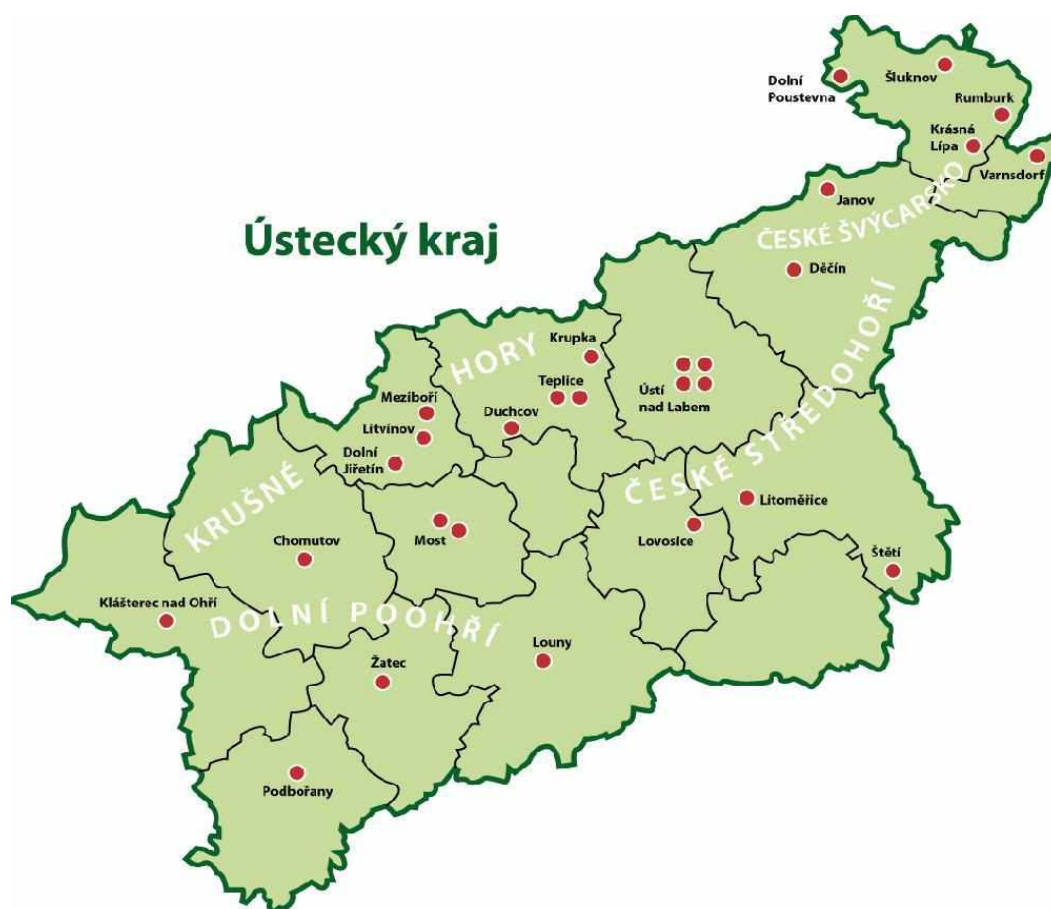 Dolní
Poustevna
Šluknov
Rumburk
Krásná
Lípa
Varnsdorf
Janov
ČESKÉ ŠVÝCARSKO
Ústecký kraj
Děčín
Krupka
HORY
Teplice
Ústí
nad Labem
Meziboří
Duchcov
Litvínov
Dolní
Jiřetín
ČESKÉ STŘEDOHOŘÍ
KRUŠNÉ
Litoměřice
Most
Lovosice
Chomutov
Štětí
Klášterec nad Ohří
DOLNÍ POOHŘÍ
Louny
Žatec
Podbořany